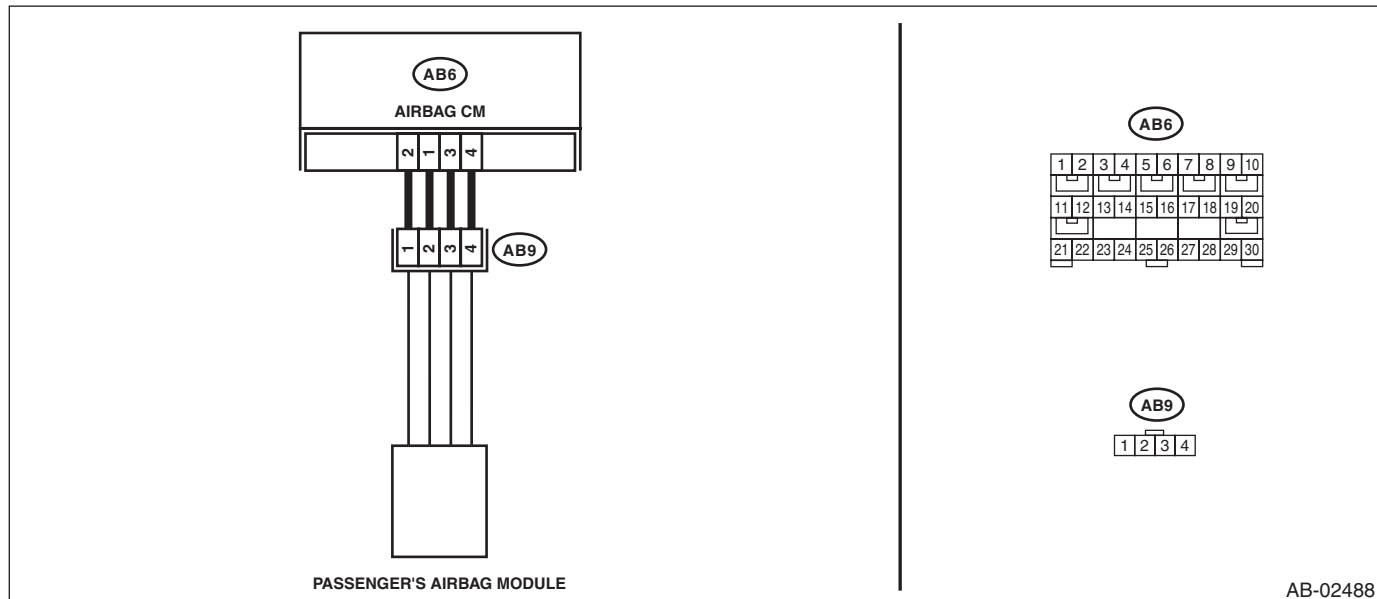 AB6
AIRBAG CM
2 1 3 4
1 2 3 4
AB9
PASSENGER'S AIRBAG MODULE
AB6
1 2 3 4 5 6 7 8 9 10
11 12 13 14 15 16 17 18 19 20
21 22 23 24 25 26 27 28 29 30
AB9
1 2 3 4
AB-02488